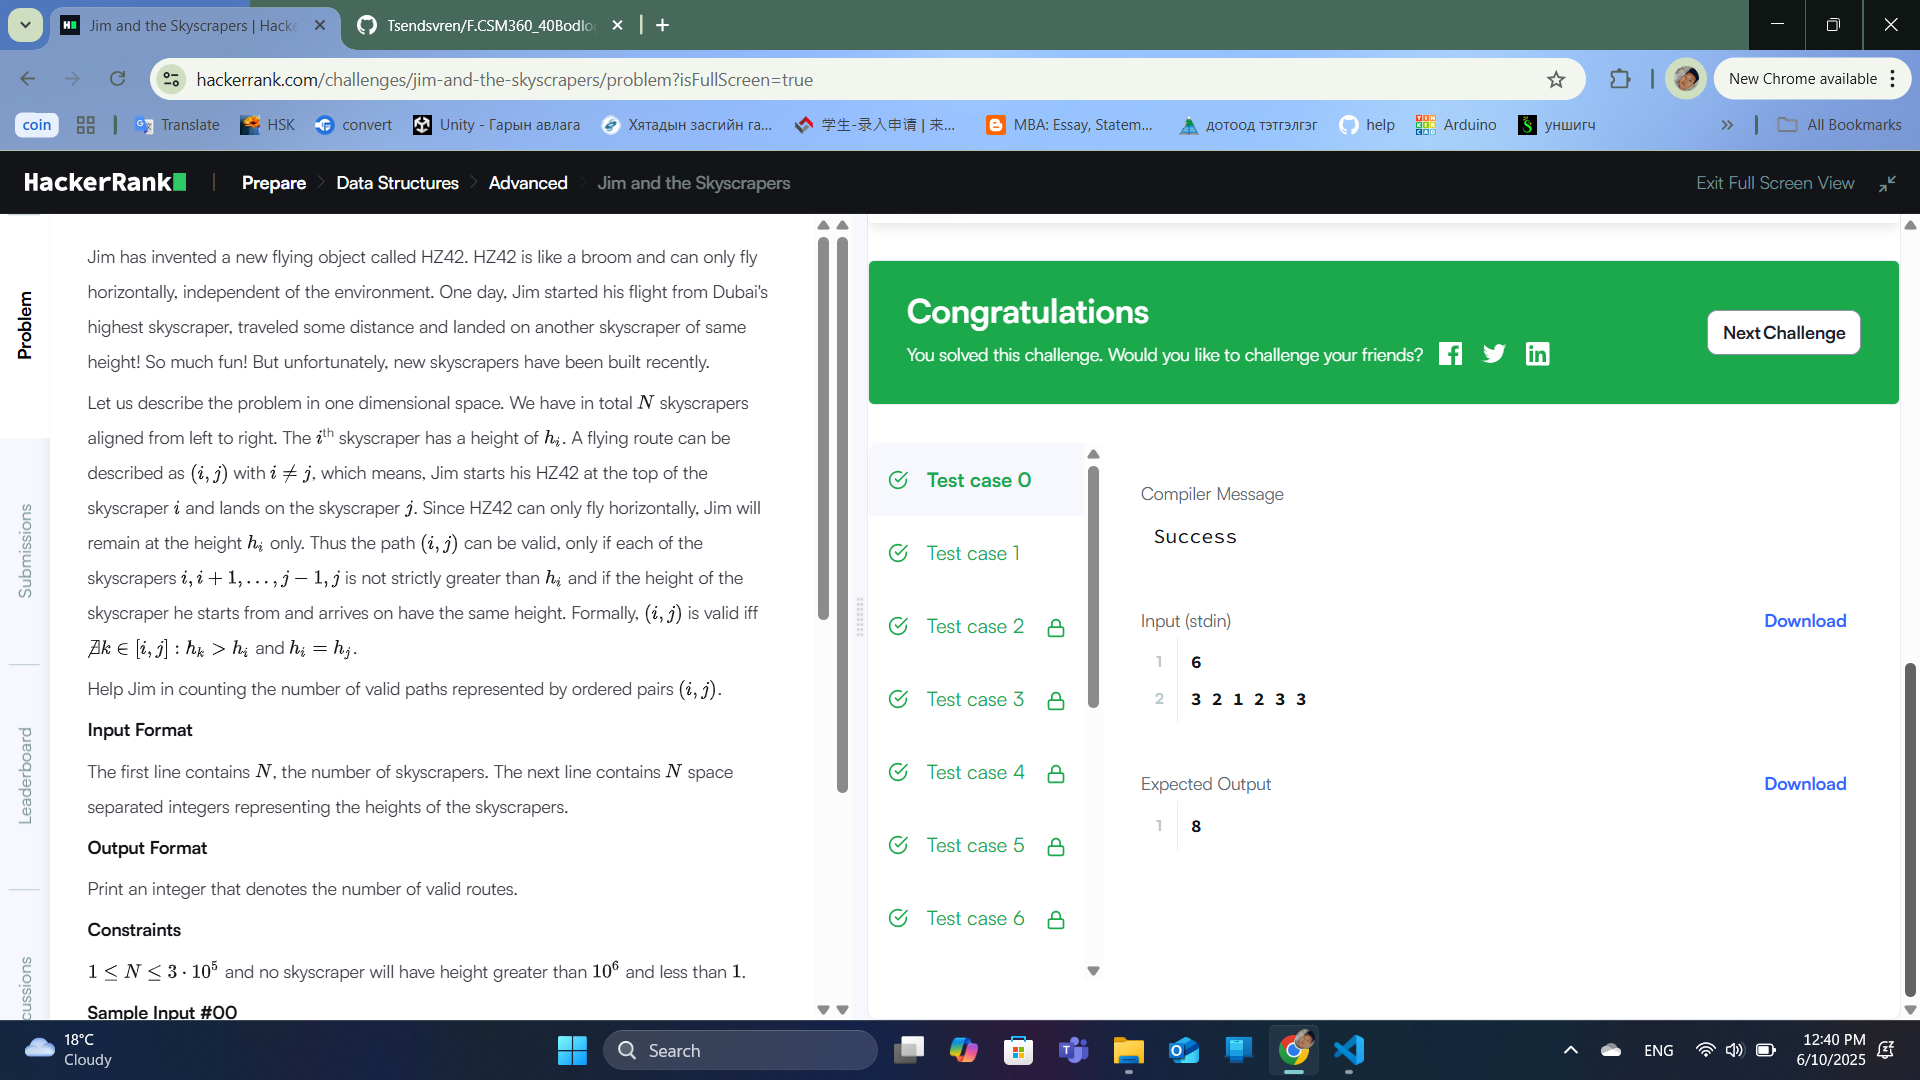 Jim and the Skyscrapers | Hacke
Tsendsvren/F.CSM360_40Bodlo
hackerrank.com/challenges/jim-and-the-skyscrapers/problem?isFullScreen=true
New Chrome available
coin
Translate
HSK
convert
Unity - Гарын авлага
Хятадын засгийн га...
学生-录入申请 | 来...
MBA: Essay, Statem...
дотоод тэтгэлгэг
help
Arduino
уншигч
All Bookmarks
HackerRank
Prepare
Data Structures
Advanced
Jim and the Skyscrapers
Exit Full Screen View
Problem
Submissions
Leaderboard
cussions
Jim has invented a new flying object called HZ42. HZ42 is like a broom and can only fly
horizontally, independent of the environment. One day, Jim started his flight from Dubai's
highest skyscraper, traveled some distance and landed on another skyscraper of same
height! So much fun! But unfortunately, new skyscrapers have been built recently.
Let us describe the problem in one dimensional space. We have in total N skyscrapers
aligned from left to right. The i^th skyscraper has a height of h_i. A flying route can be
described as (i, j) with i ≠ j, which means, Jim starts his HZ42 at the top of the
skyscraper i and lands on the skyscraper j. Since HZ42 can only fly horizontally, Jim will
remain at the height h_i only. Thus the path (i, j) can be valid, only if each of the
skyscrapers i, i + 1, . . . , j − 1, j is not strictly greater than h_i and if the height of the
skyscraper he starts from and arrives on have the same height. Formally, (i, j) is valid iff
∄k ∈ [i, j] : h_k > h_i and h_i = h_j.
Help Jim in counting the number of valid paths represented by ordered pairs (i, j).
Input Format
The first line contains N, the number of skyscrapers. The next line contains N space
separated integers representing the heights of the skyscrapers.
Output Format
Print an integer that denotes the number of valid routes.
Constraints
1 ≤ N ≤ 3 · 10^5 and no skyscraper will have height greater than 10^6 and less than 1.
Sample Input #00
Congratulations
You solved this challenge. Would you like to challenge your friends?
Next Challenge
Test case 0
Test case 1
Test case 2
Test case 3
Test case 4
Test case 5
Test case 6
Compiler Message
Success
Input (stdin)
Download
1 6
2 3 2 1 2 3 3
Expected Output
Download
1 8
18°C
Cloudy
Search
ENG
12:40 PM
6/10/2025